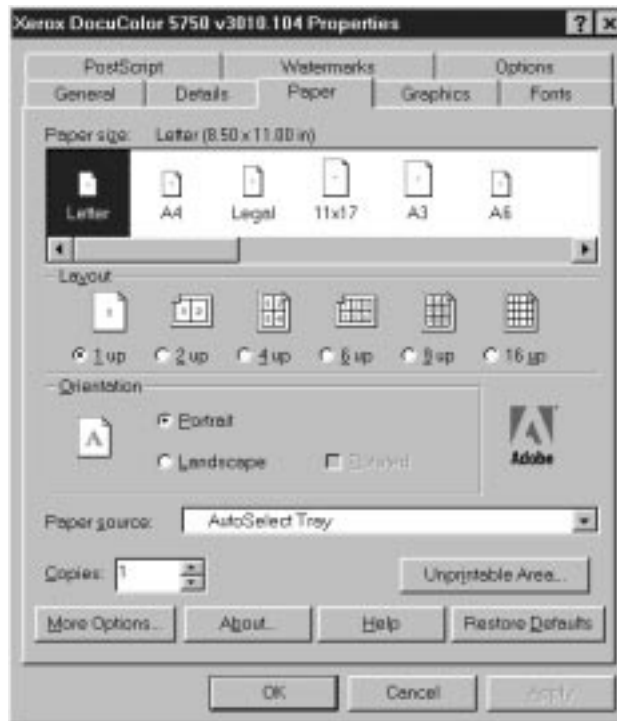 Xerox DocuColor 5750 v3010.104 Properties
PostScript Watermarks Options
General Details Paper Graphics Fonts
Paper size: Letter (8.50 x 11.00 in)
Letter A4 Legal 11x17 A3 A6
Layout
1 up 2 up 4 up 6 up 9 up 16 up
Orientation
A
Portrait
Landscape Rotated
Adobe
Paper source: AutoSelect Tray
Copies: 1 Unprintable Area...
More Options... About... Help Restore Defaults
OK Cancel Apply